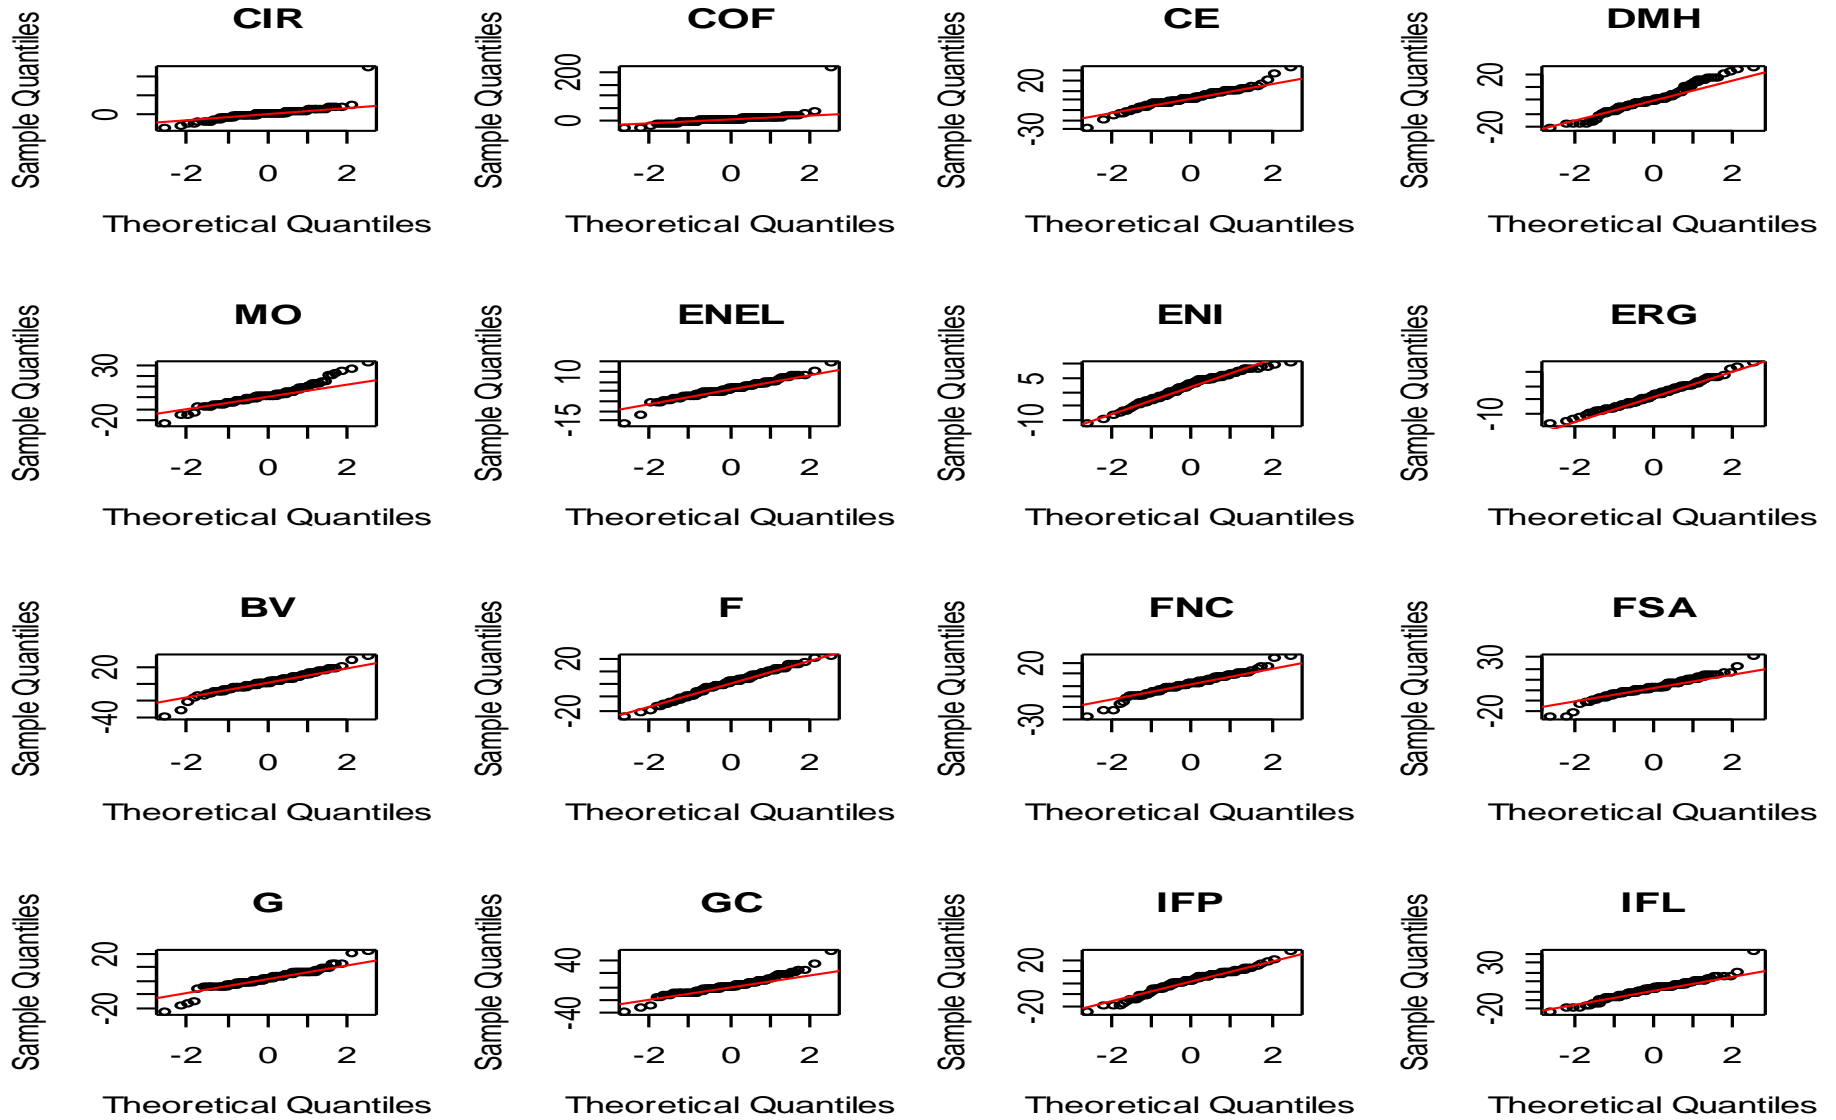 CIR COF CE DMH
Sample Quantiles 0 Sample Quantiles 200 0 Sample Quantiles 20 -30 Sample Quantiles 20 -20
-2 0 2 -2 0 2 -2 0 2 -2 0 2
Theoretical Quantiles Theoretical Quantiles Theoretical Quantiles Theoretical Quantiles
MO ENEL ENI ERG
Sample Quantiles 30 -20 Sample Quantiles 10 -15 Sample Quantiles 5 -10 Sample Quantiles -10
-2 0 2 -2 0 2 -2 0 2 -2 0 2
Theoretical Quantiles Theoretical Quantiles Theoretical Quantiles Theoretical Quantiles
BV F FNC FSA
Sample Quantiles 20 -40 Sample Quantiles 20 -20 Sample Quantiles 20 -30 Sample Quantiles 30 -20
-2 0 2 -2 0 2 -2 0 2 -2 0 2
Theoretical Quantiles Theoretical Quantiles Theoretical Quantiles Theoretical Quantiles
G GC IFP IFL
Sample Quantiles 20 -20 Sample Quantiles 40 -40 Sample Quantiles 20 -20 Sample Quantiles 30 -20
-2 0 2 -2 0 2 -2 0 2 -2 0 2
Theoretical Quantiles Theoretical Quantiles Theoretical Quantiles Theoretical Quantiles